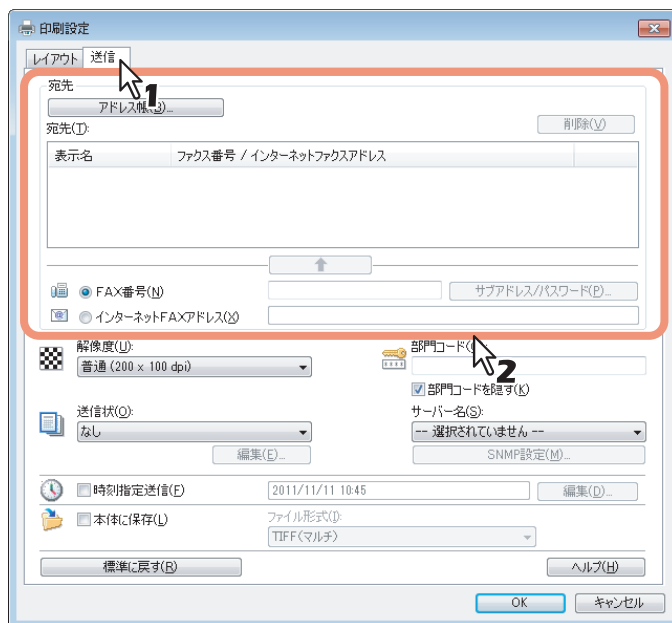 印刷設定
レイアウト 送信
1
宛先
アドレス帳(B)...
宛先(T):
削除(V)
表示名 ファクス番号 / インターネットファクスアドレス
FAX番号(N)
サブアドレス/パスワード(P)...
インターネットFAXアドレス(X)
2
解像度(U):
普通 (200 x 100 dpi)
部門コード(
部門コードを隠す(K)
送信状(O):
なし
編集(E)...
サーバー名(S):
-- 選択されていません --
SNMP設定(M)...
時刻指定送信(F)
2011/11/11 10:45
編集(D)...
本体に保存(L)
ファイル形式(I):
TIFF(マルチ)
標準に戻す(R)
ヘルプ(H)
OK
キャンセル